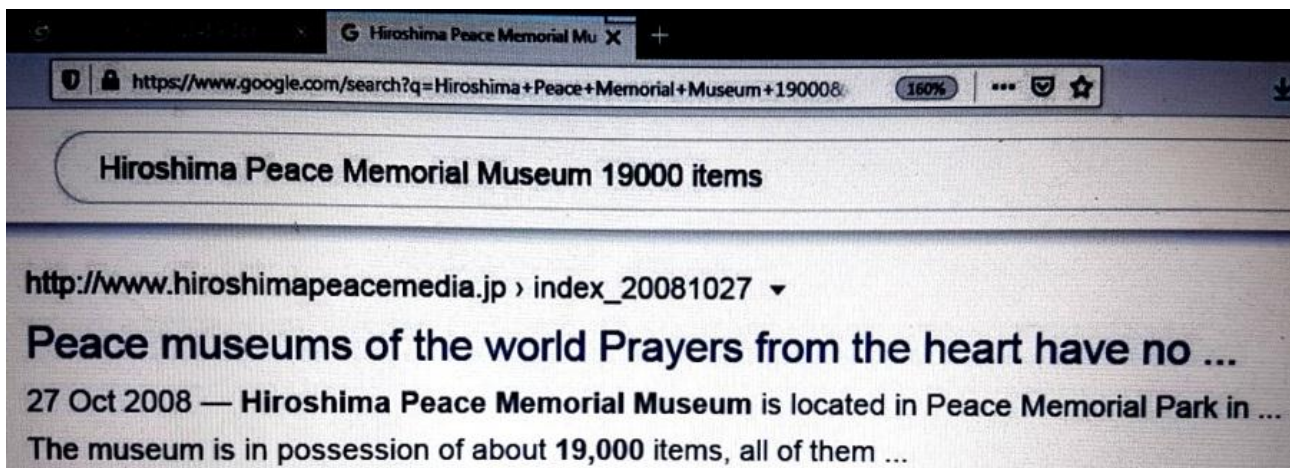 Hiroshima Peace Memorial Mu
https://www.google.com/search?q=Hiroshima+Peace+Memorial+Museum+19000&
160%
Hiroshima Peace Memorial Museum 19000 items
http://www.hiroshimapeacemedia.jp › index_20081027
Peace museums of the world Prayers from the heart have no ...
27 Oct 2008 — Hiroshima Peace Memorial Museum is located in Peace Memorial Park in ...
The museum is in possession of about 19,000 items, all of them ...